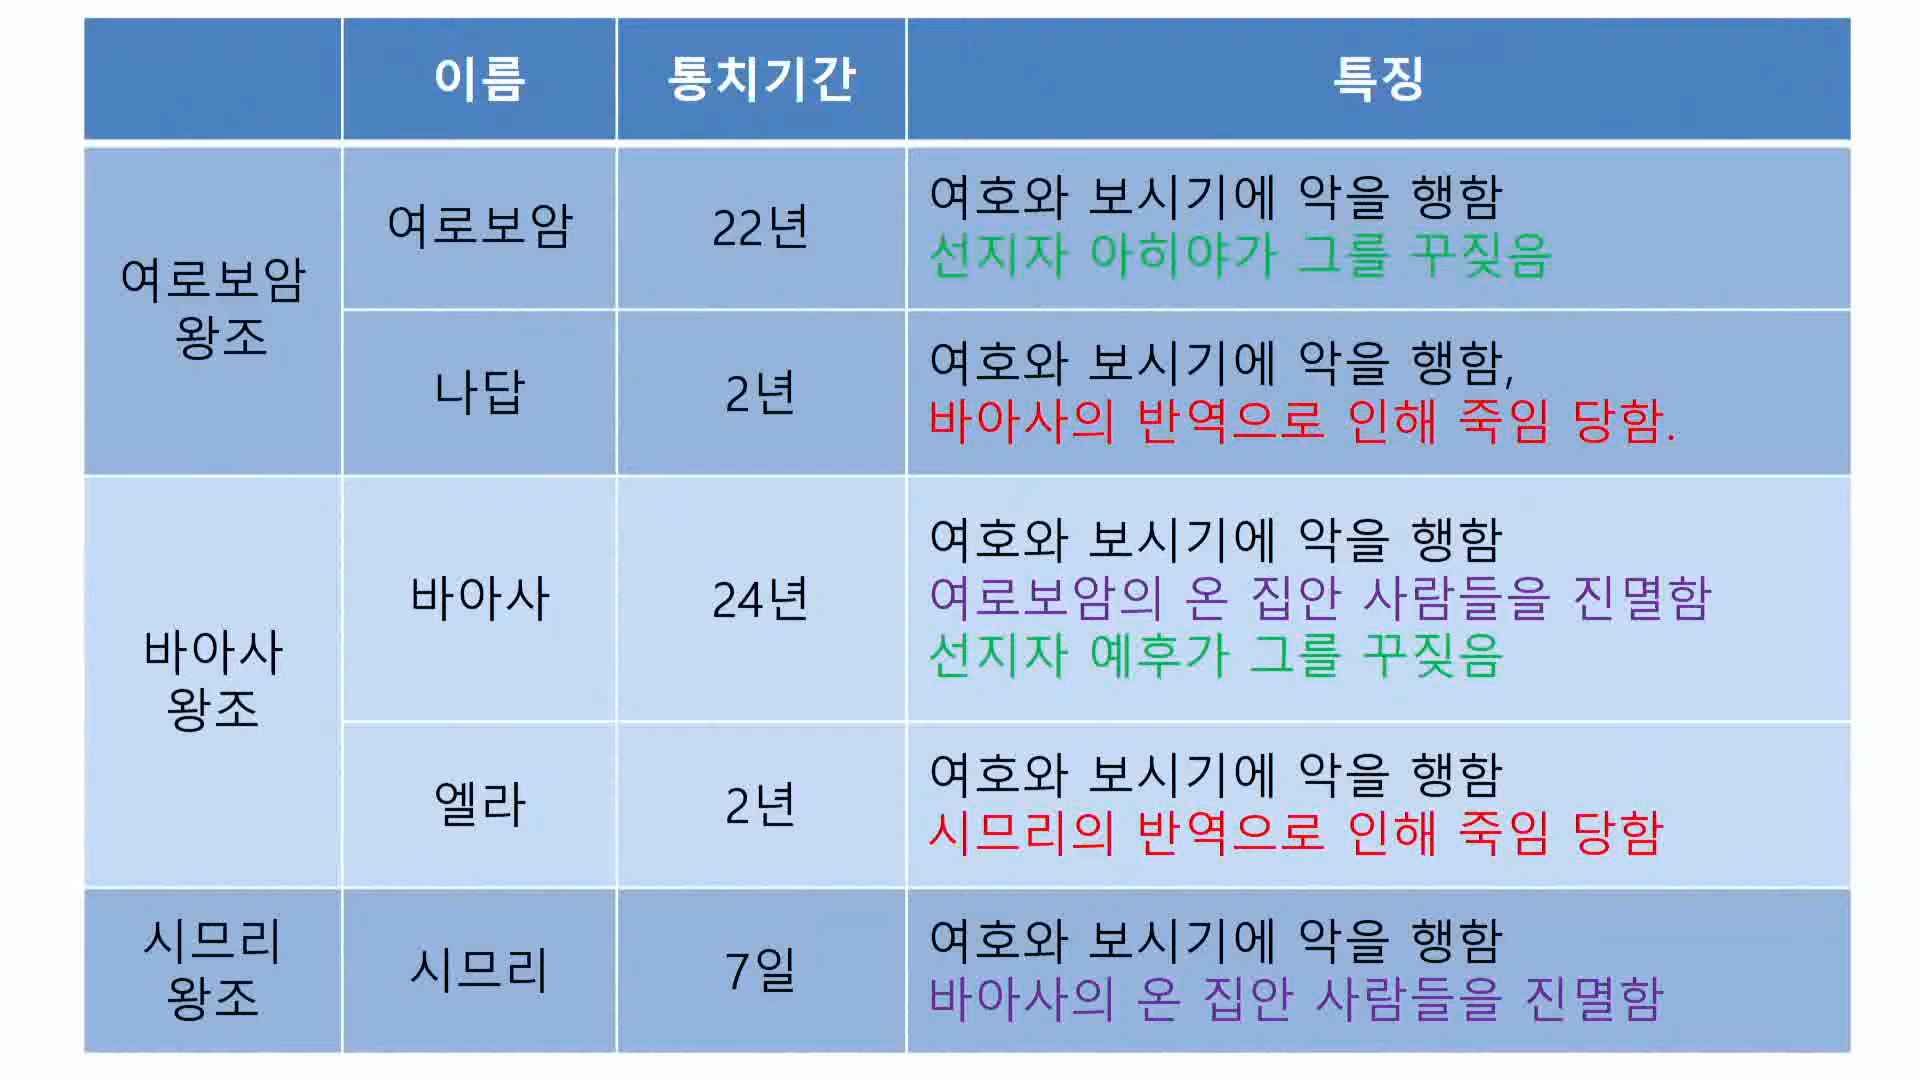 이름
통치기간
특징
여로보암
왕조
여로보암
22년
여호와 보시기에 악을 행함
선지자 아히야가 그를 꾸짖음
나답
2년
여호와 보시기에 악을 행함,
바아사의 반역으로 인해 죽임 당함.
바아사
왕조
바아사
24년
여호와 보시기에 악을 행함
여로보암의 온 집안 사람들을 진멸함
선지자 예후가 그를 꾸짖음
엘라
2년
여호와 보시기에 악을 행함
시므리의 반역으로 인해 죽임 당함
시므리
왕조
시므리
7일
여호와 보시기에 악을 행함
바아사의 온 집안 사람들을 진멸함